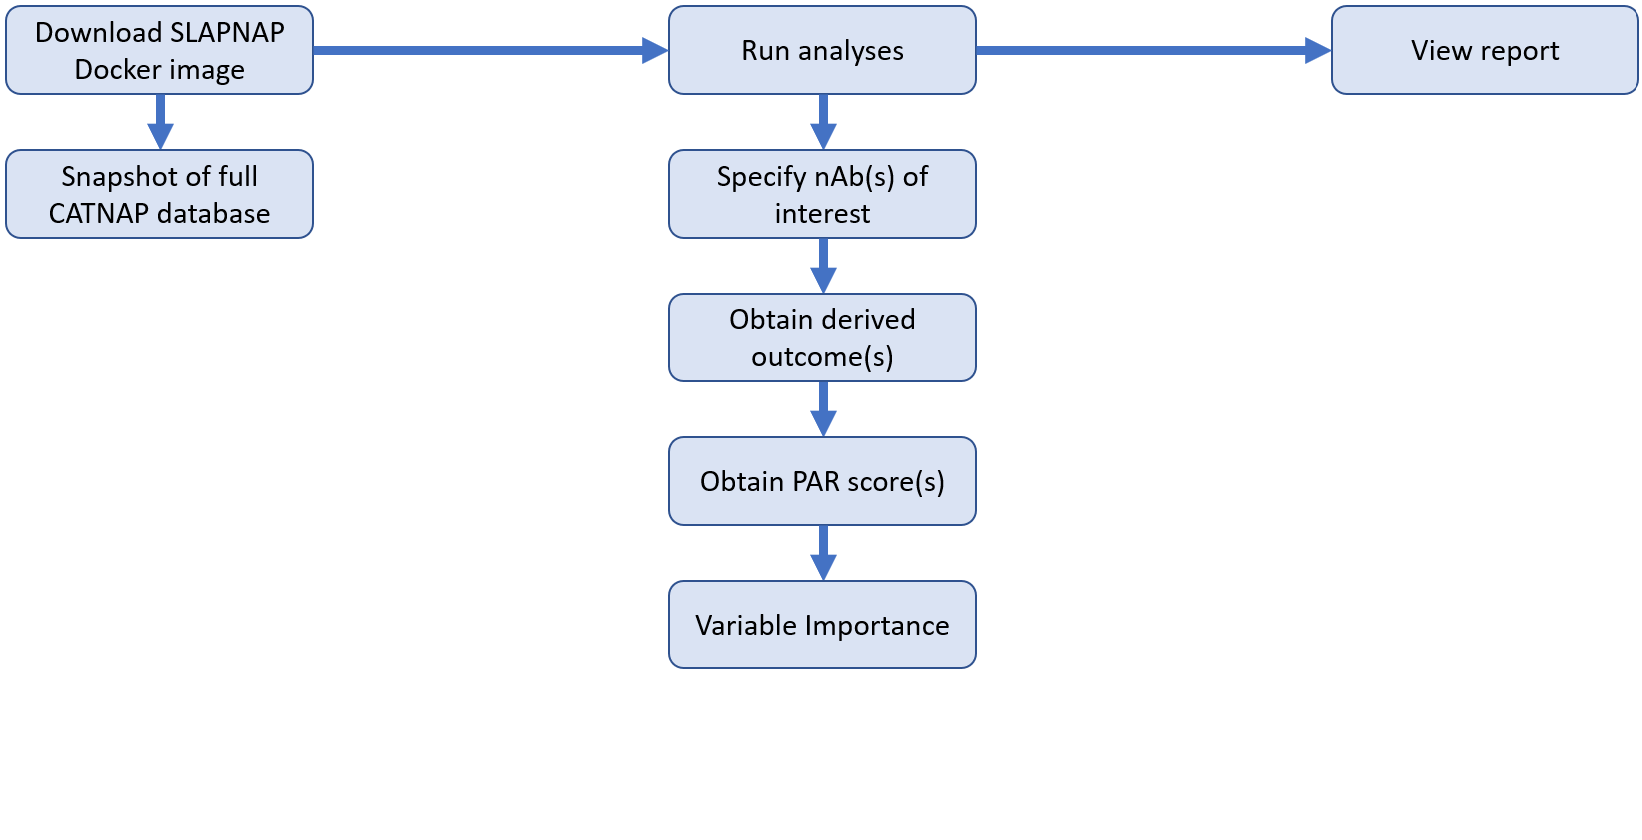 Download SLAPNAP
Docker image
Run analyses
View report
Snapshot of full
CATNAP database
Specify nAb(s) of
interest
Obtain derived
outcome(s)
Obtain PAR score(s)
Variable Importance